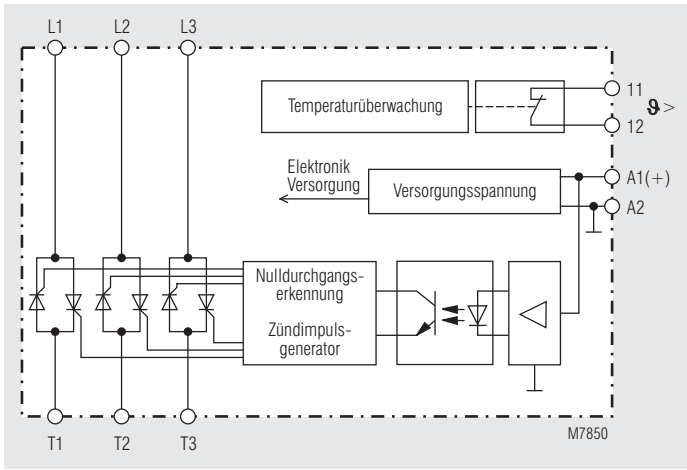 L1 L2 L3
Temperaturüberwachung
11
12
ϑ>
Elektronik
Versorgung
Versorgungsspannung
A1(+)
A2
Nulldurchgangs-
erkennung
Zündimpuls-
generator
T1 T2 T3
M7850